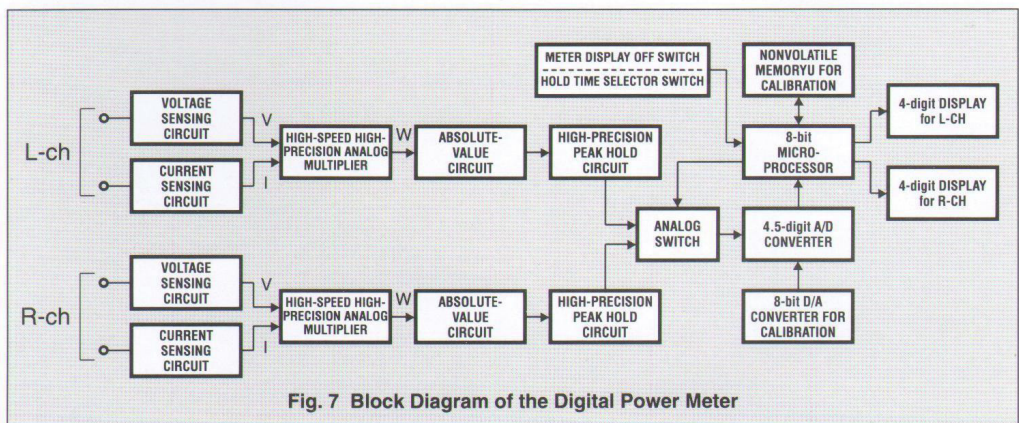 METER DISPLAY OFF SWITCH
HOLD TIME SELECTOR SWITCH
NONVOLATILE
MEMORYU FOR
CALIBRATION
4-digit DISPLAY
for L-CH
8-bit
MICRO-
PROCESSOR
4-digit DISPLAY
for R-CH
L-ch
VOLTAGE
SENSING
CIRCUIT
V
CURRENT
SENSING
CIRCUIT
I
HIGH-SPEED HIGH-
PRECISION ANALOG
MULTIPLIER
W
ABSOLUTE-
VALUE
CIRCUIT
HIGH-PRECISION
PEAK HOLD
CIRCUIT
ANALOG
SWITCH
4.5-digit A/D
CONVERTER
R-ch
VOLTAGE
SENSING
CIRCUIT
V
CURRENT
SENSING
CIRCUIT
I
HIGH-SPEED HIGH-
PRECISION ANALOG
MULTIPLIER
W
ABSOLUTE-
VALUE
CIRCUIT
HIGH-PRECISION
PEAK HOLD
CIRCUIT
8-bit D/A
CONVERTER FOR
CALIBRATION
Fig. 7 Block Diagram of the Digital Power Meter